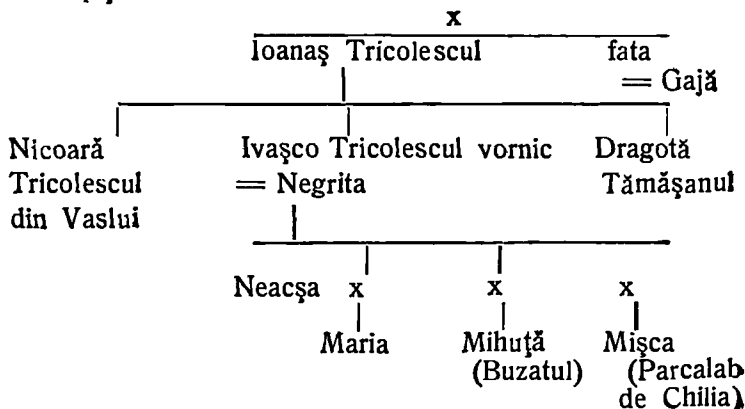 x
Ioanaş Tricolescul fata
= Gajă
Nicoară Ivaşco Tricolescul vornic Dragotă
Tricolescul = Negrita Tămăşanul
din Vaslui
Neacşa x x x
Maria Mihuţă Mişca
(Buzatul) (Parcalab
de Chilia)